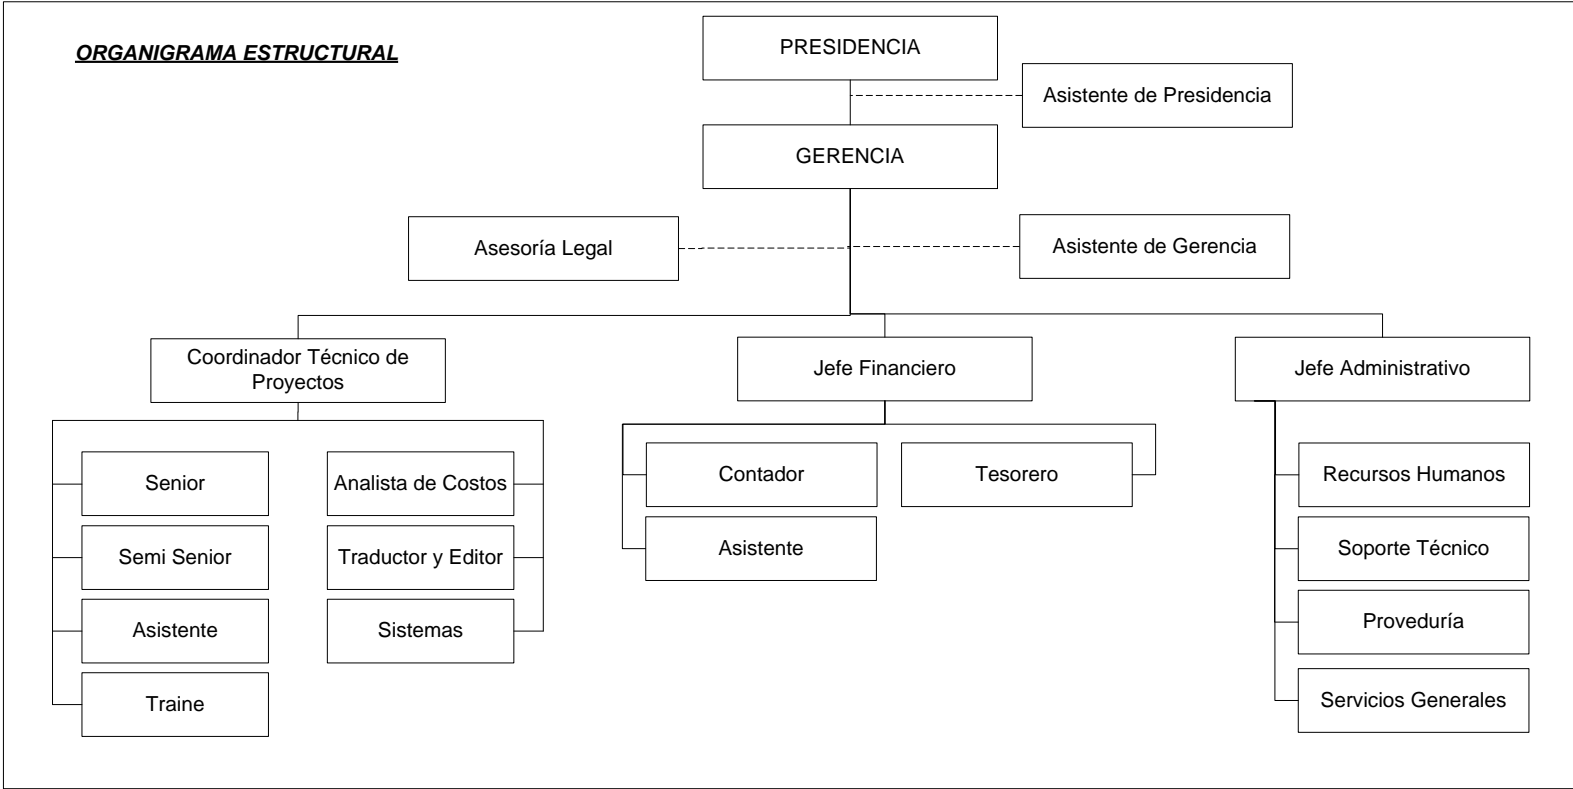 ORGANIGRAMA ESTRUCTURAL
PRESIDENCIA
Asistente de Presidencia
GERENCIA
Asesoría Legal
Asistente de Gerencia
Coordinador Técnico de
Proyectos
Jefe Financiero
Jefe Administrativo
Senior
Semi Senior
Asistente
Traine
Analista de Costos
Traductor y Editor
Sistemas
Contador
Asistente
Tesorero
Recursos Humanos
Soporte Técnico
Proveduría
Servicios Generales